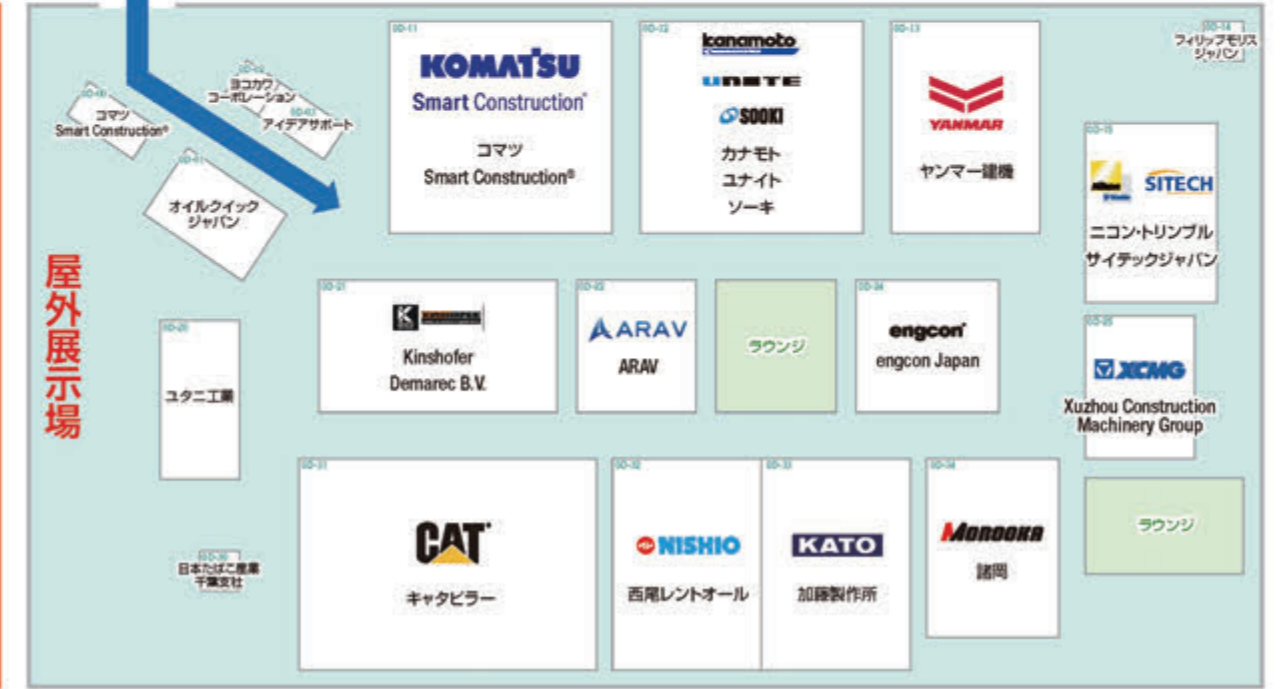 屋外展示場
コマツ
Smart Construction®
ヨコカワ
コーポレーション
アイデアサポート
オイルクイック
ジャパン
KOMATSU
Smart Construction®
コマツ
Smart Construction®
kanamoto
UNITE
SOOKI
カナモト
ユナイト
ソーキ
YANMAR
ヤンマー建機
フィリップモリス
ジャパン
Nikon
SITECH
ニコン・トリンブル
サイテックジャパン
ユタニ工業
Kinshofer
Demarec B.V.
ARAV
ARAV
ラウンジ
engcon
engcon Japan
XCMG
Xuzhou Construction
Machinery Group
日本たばこ産業
千葉支社
CAT
キャタピラー
NISHIO
西尾レントオール
KATO
加藤製作所
MOROOKA
諸岡
ラウンジ